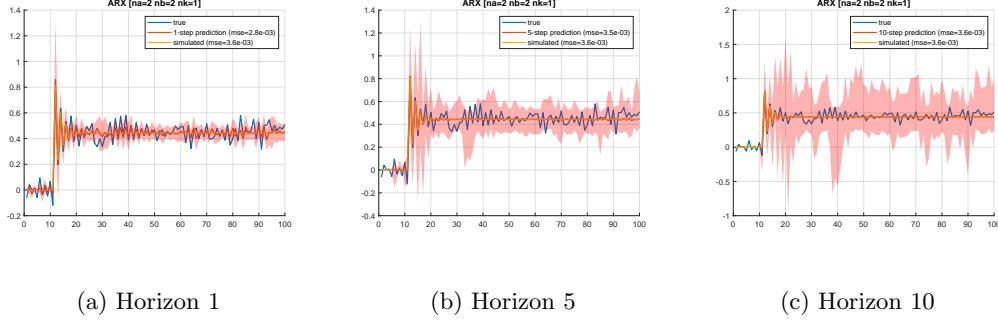 ARX [na=2 nb=2 nk=1]
true
1-step prediction (mse=2.8e-03)
simulated (mse=3.6e-03)
1.4
1.2
1
0.8
0.6
0.4
0.2
0
-0.2
0 10 20 30 40 50 60 70 80 90 100
(a) Horizon 1
ARX [na=2 nb=2 nk=1]
true
5-step prediction (mse=3.5e-03)
simulated (mse=3.6e-03)
1.4
1.2
1
0.8
0.6
0.4
0.2
0
-0.2
-0.4
0 10 20 30 40 50 60 70 80 90 100
(b) Horizon 5
ARX [na=2 nb=2 nk=1]
true
10-step prediction (mse=3.6e-03)
simulated (mse=3.6e-03)
2
1.5
1
0.5
0
-0.5
-1
0 10 20 30 40 50 60 70 80 90 100
(c) Horizon 10